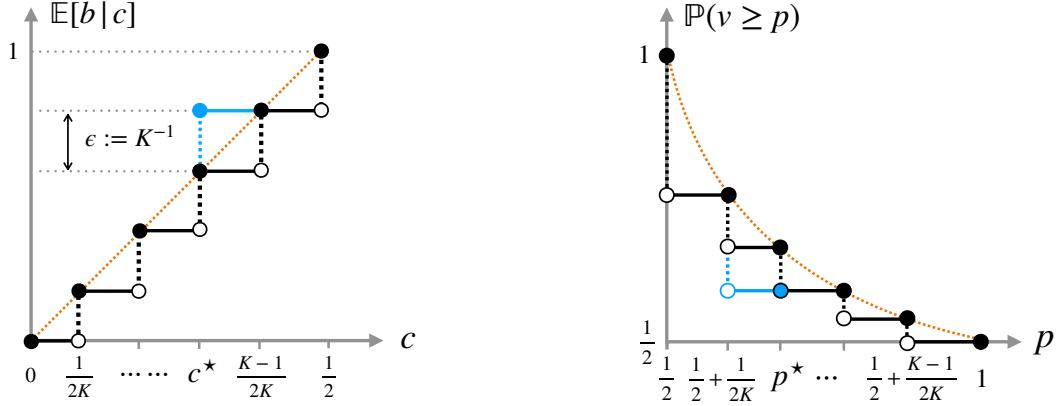 𝔼[b | c]
1
ϵ := K⁻¹
c
0
1/2K
⋯ ⋯
c⋆
K − 1/2K
1/2
ℙ(v ≥ p)
1
1/2
p
1/2
1/2 + 1/2K
p⋆
⋯
1/2 + K − 1/2K
1